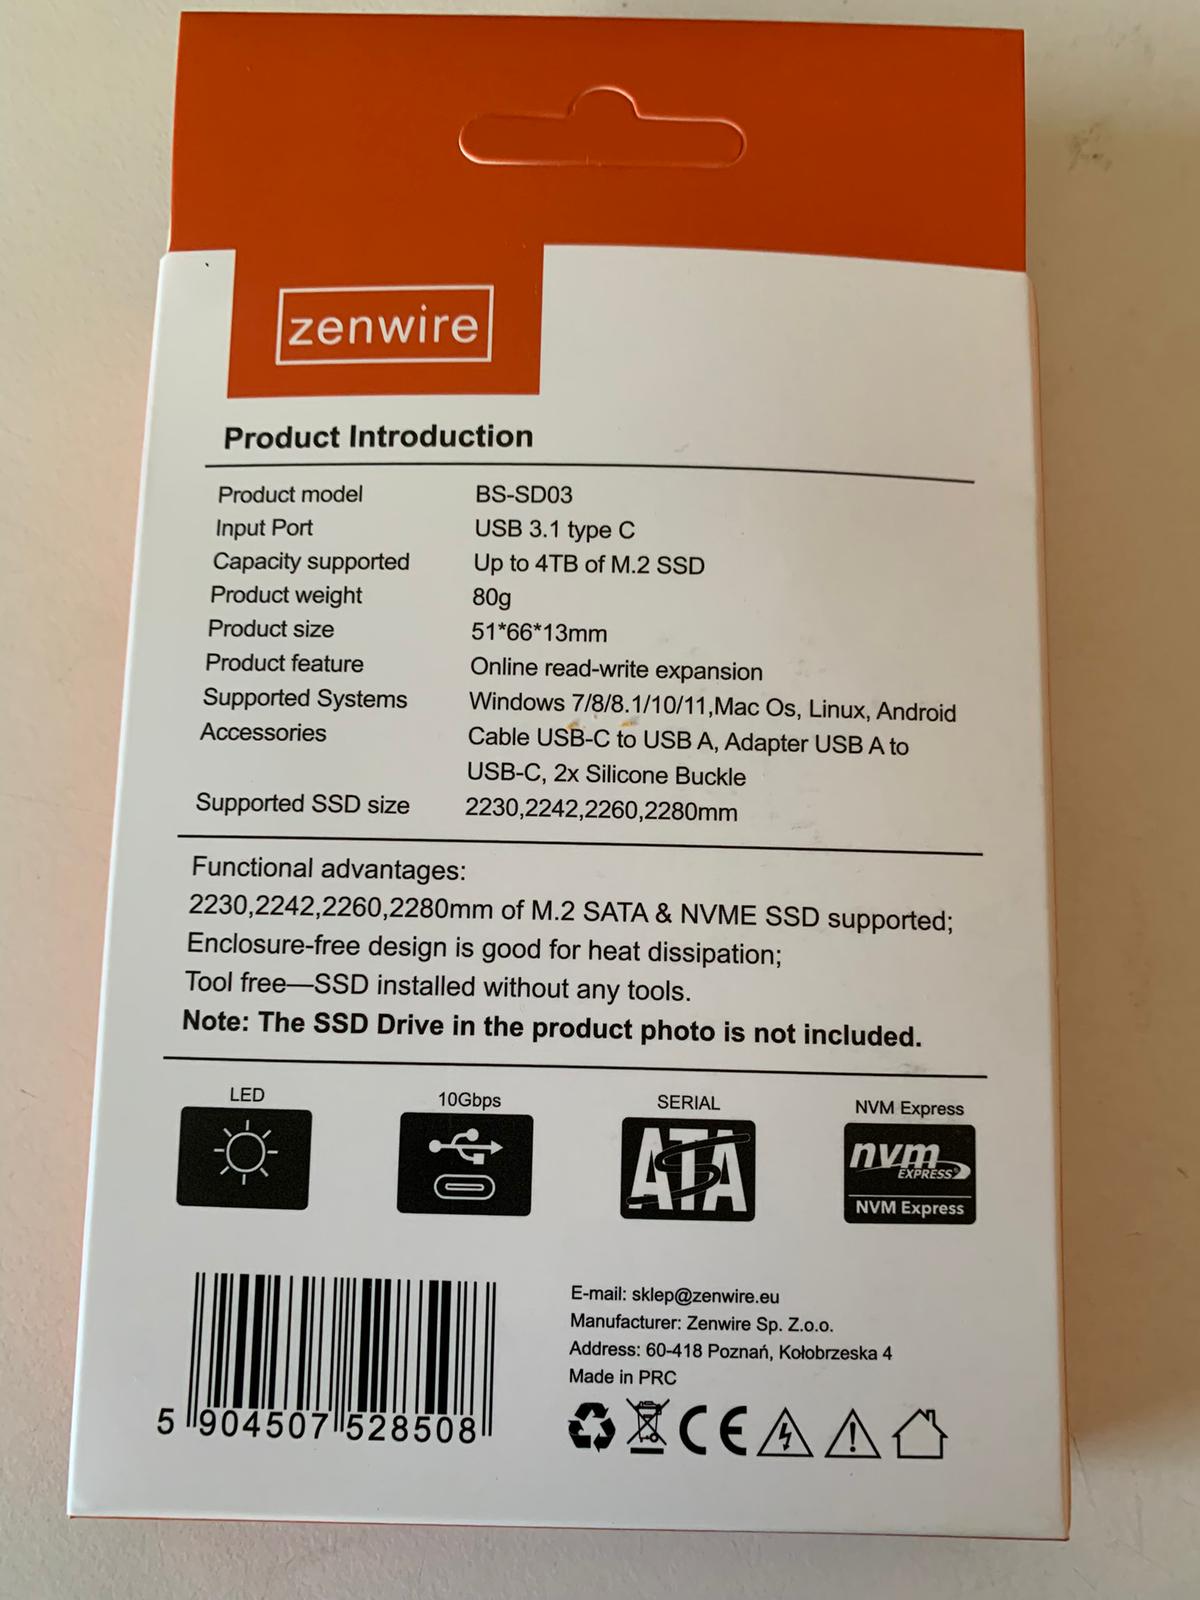 zenwire
Product Introduction
Product model BS-SD03
Input Port USB 3.1 type C
Capacity supported Up to 4TB of M.2 SSD
Product weight 80g
Product size 51*66*13mm
Product feature Online read-write expansion
Supported Systems Windows 7/8/8.1/10/11,Mac Os, Linux, Android
Accessories Cable USB-C to USB A, Adapter USB A to
USB-C, 2x Silicone Buckle
Supported SSD size 2230,2242,2260,2280mm
Functional advantages:
2230,2242,2260,2280mm of M.2 SATA & NVME SSD supported;
Enclosure-free design is good for heat dissipation;
Tool free—SSD installed without any tools.
Note: The SSD Drive in the product photo is not included.
LED 10Gbps SERIAL NVM Express
SATA nvm
EXPRESS®
NVM Express
E-mail: sklep@zenwire.eu
Manufacturer: Zenwire Sp. Z.o.o.
Address: 60-418 Poznań, Kołobrzeska 4
Made in PRC
5 904507 528508
CE